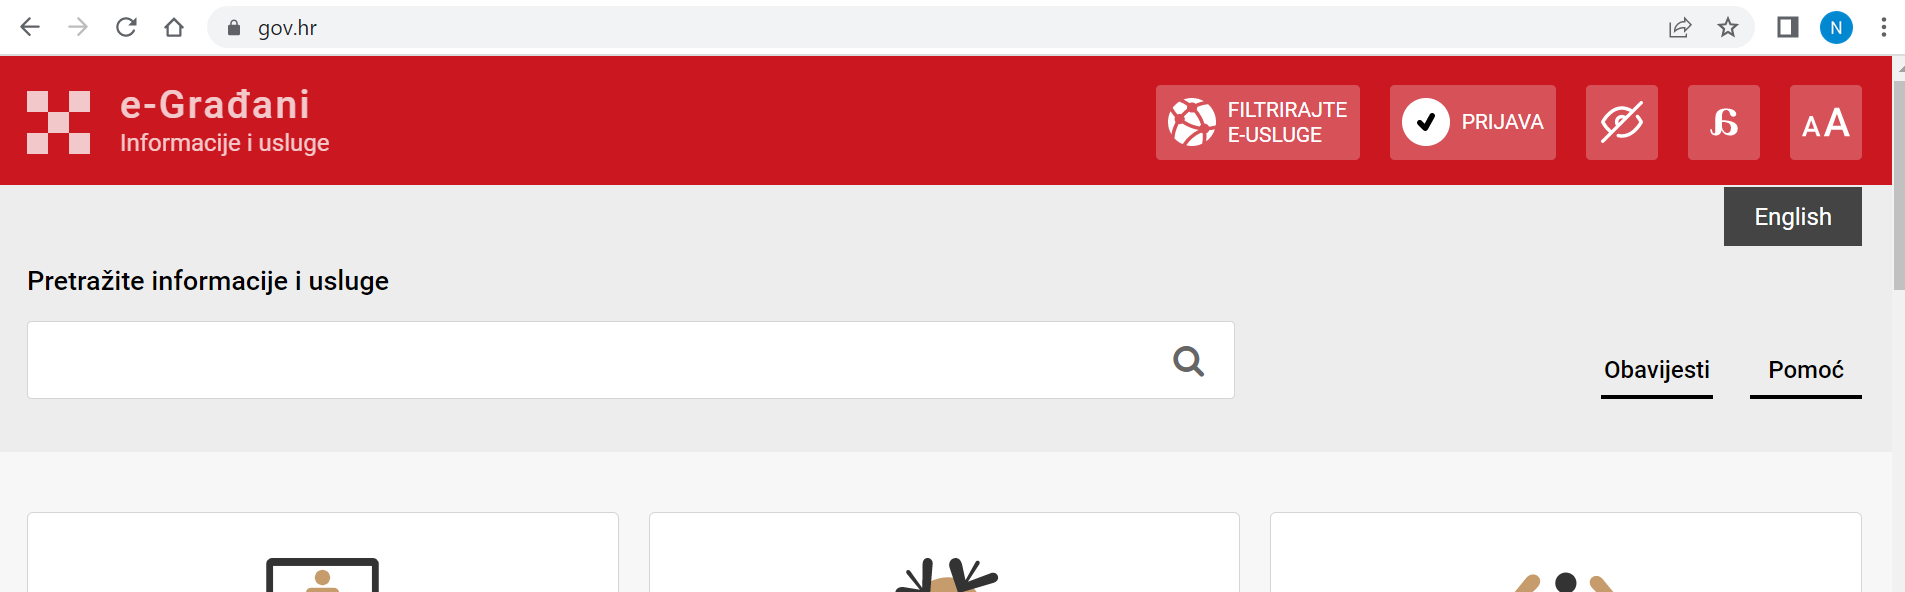 gov.hr
N
e-Građani
Informacije i usluge
FILTRIRAJTE
E-USLUGE
PRIJAVA
a
AA
English
Pretražite informacije i usluge
Obavijesti
Pomoć